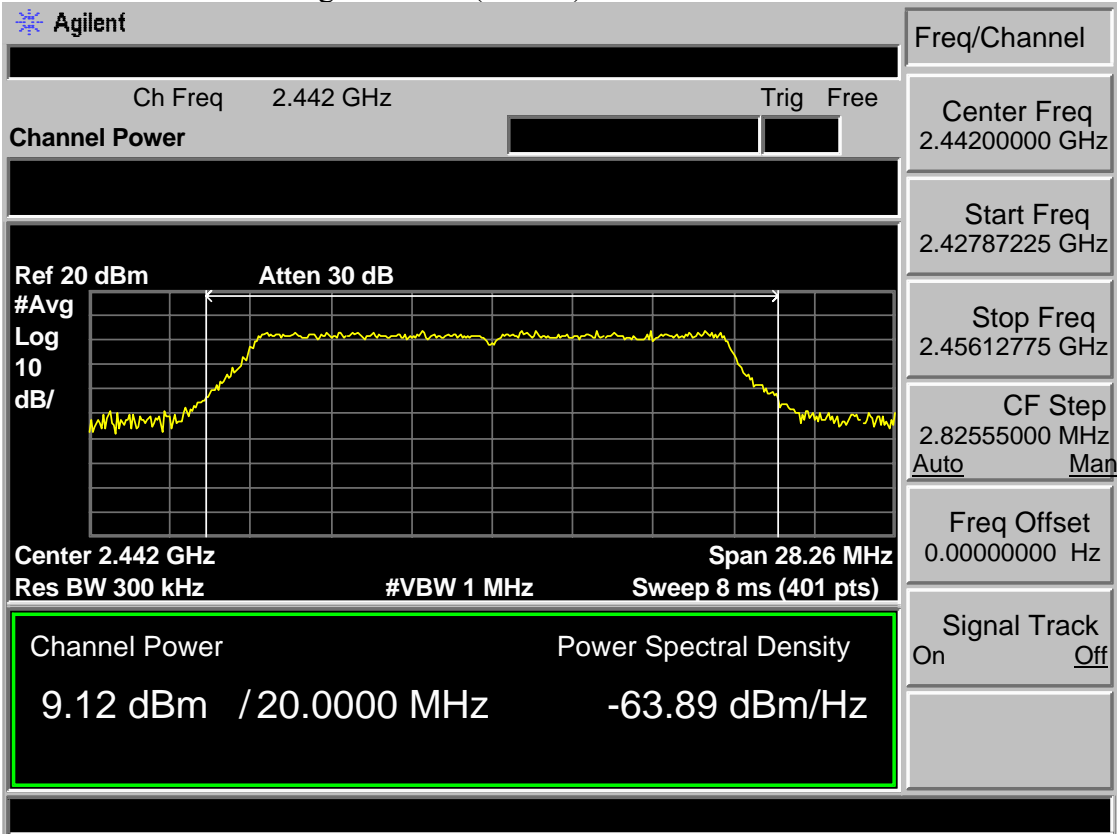 Agilent
Freq/Channel
Ch Freq 2.442 GHz Trig Free
Channel Power
Center Freq
2.44200000 GHz
Start Freq
2.42787225 GHz
Stop Freq
2.45612775 GHz
CF Step
2.82555000 MHz
Auto Man
Freq Offset
0.00000000 Hz
Signal Track
On Off
Ref 20 dBm Atten 30 dB
#Avg
Log
10
dB/
Center 2.442 GHz Span 28.26 MHz
Res BW 300 kHz #VBW 1 MHz Sweep 8 ms (401 pts)
Channel Power Power Spectral Density
9.12 dBm / 20.0000 MHz -63.89 dBm/Hz